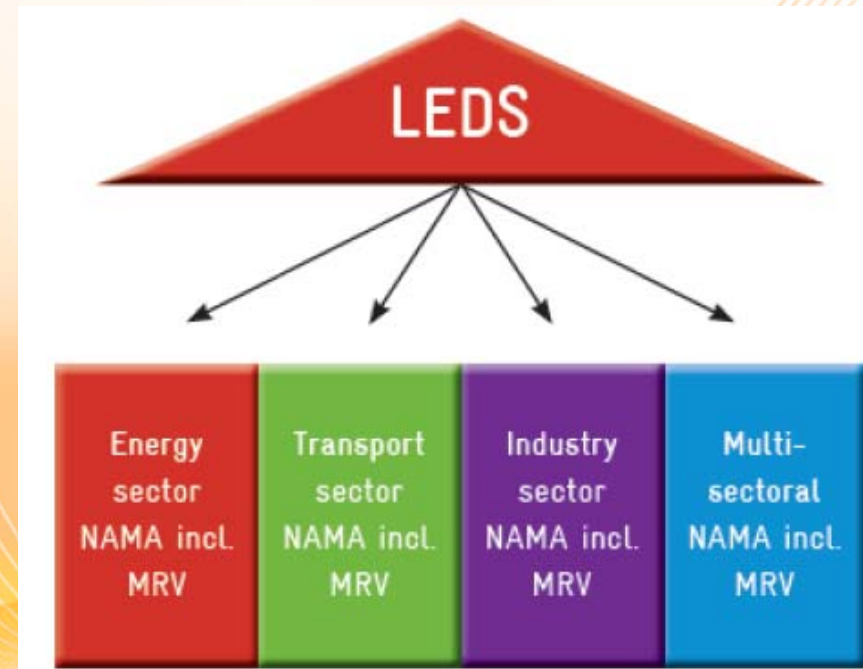 LEDS
Energy
sector
NAMA incl.
MRV
Transport
sector
NAMA incl.
MRV
Industry
sector
NAMA incl.
MRV
Multi-
sectoral
NAMA incl.
MRV